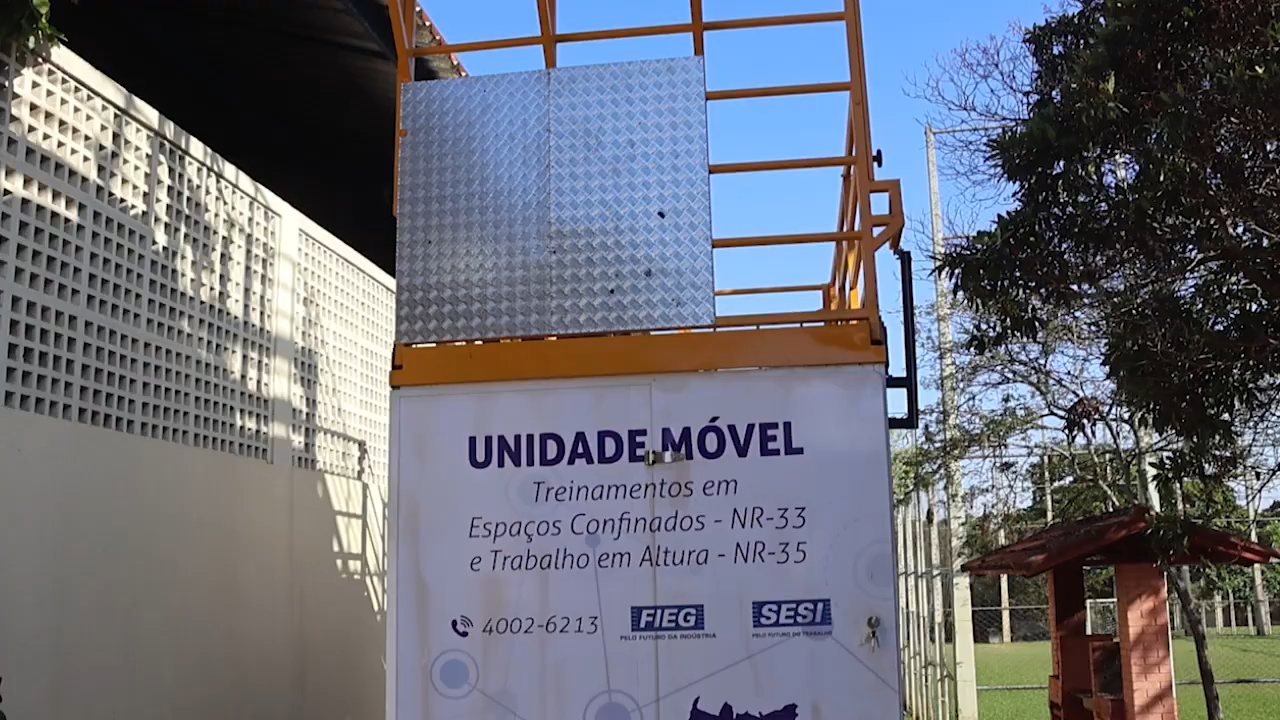 UNIDADE MÓVEL
Treinamentos em
Espaços Confinados - NR-33
e Trabalho em Altura - NR-35
4002-6213
FIEG
PELO FUTURO DA INDÚSTRIA
SESI
PELO FUTURO DO TRABALHO